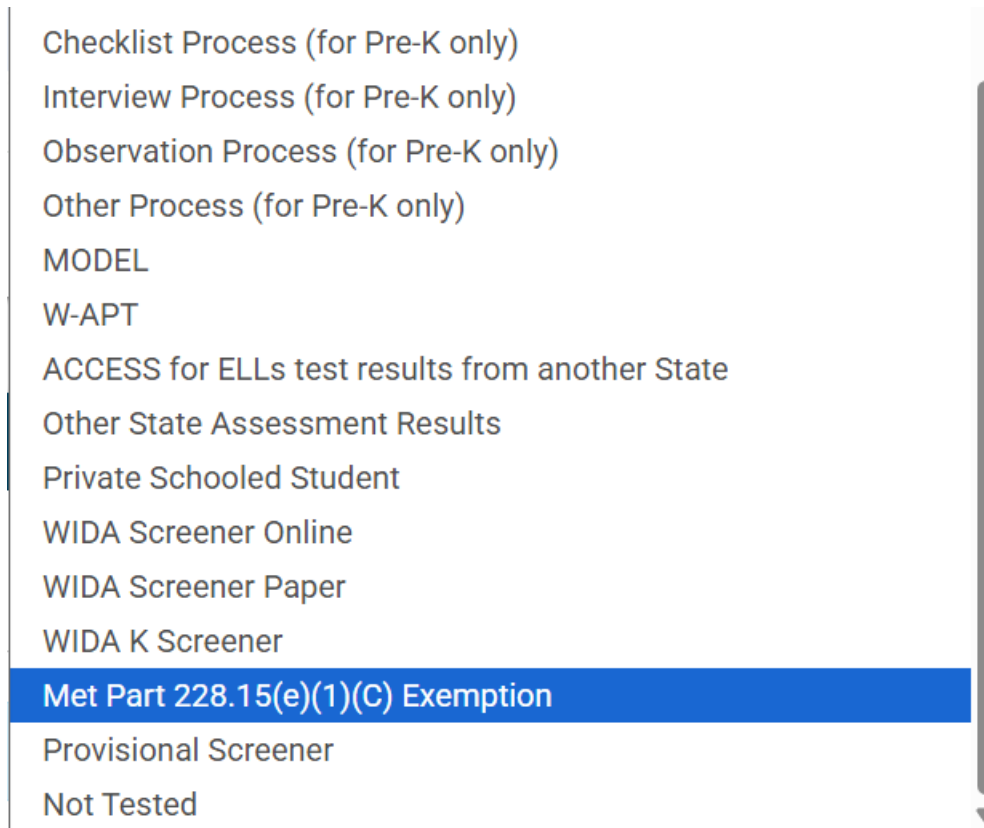 Checklist Process (for Pre-K only)
Interview Process (for Pre-K only)
Observation Process (for Pre-K only)
Other Process (for Pre-K only)
MODEL
W-APT
ACCESS for ELLs test results from another State
Other State Assessment Results
Private Schooled Student
WIDA Screener Online
WIDA Screener Paper
WIDA K Screener
Met Part 228.15(e)(1)(C) Exemption
Provisional Screener
Not Tested